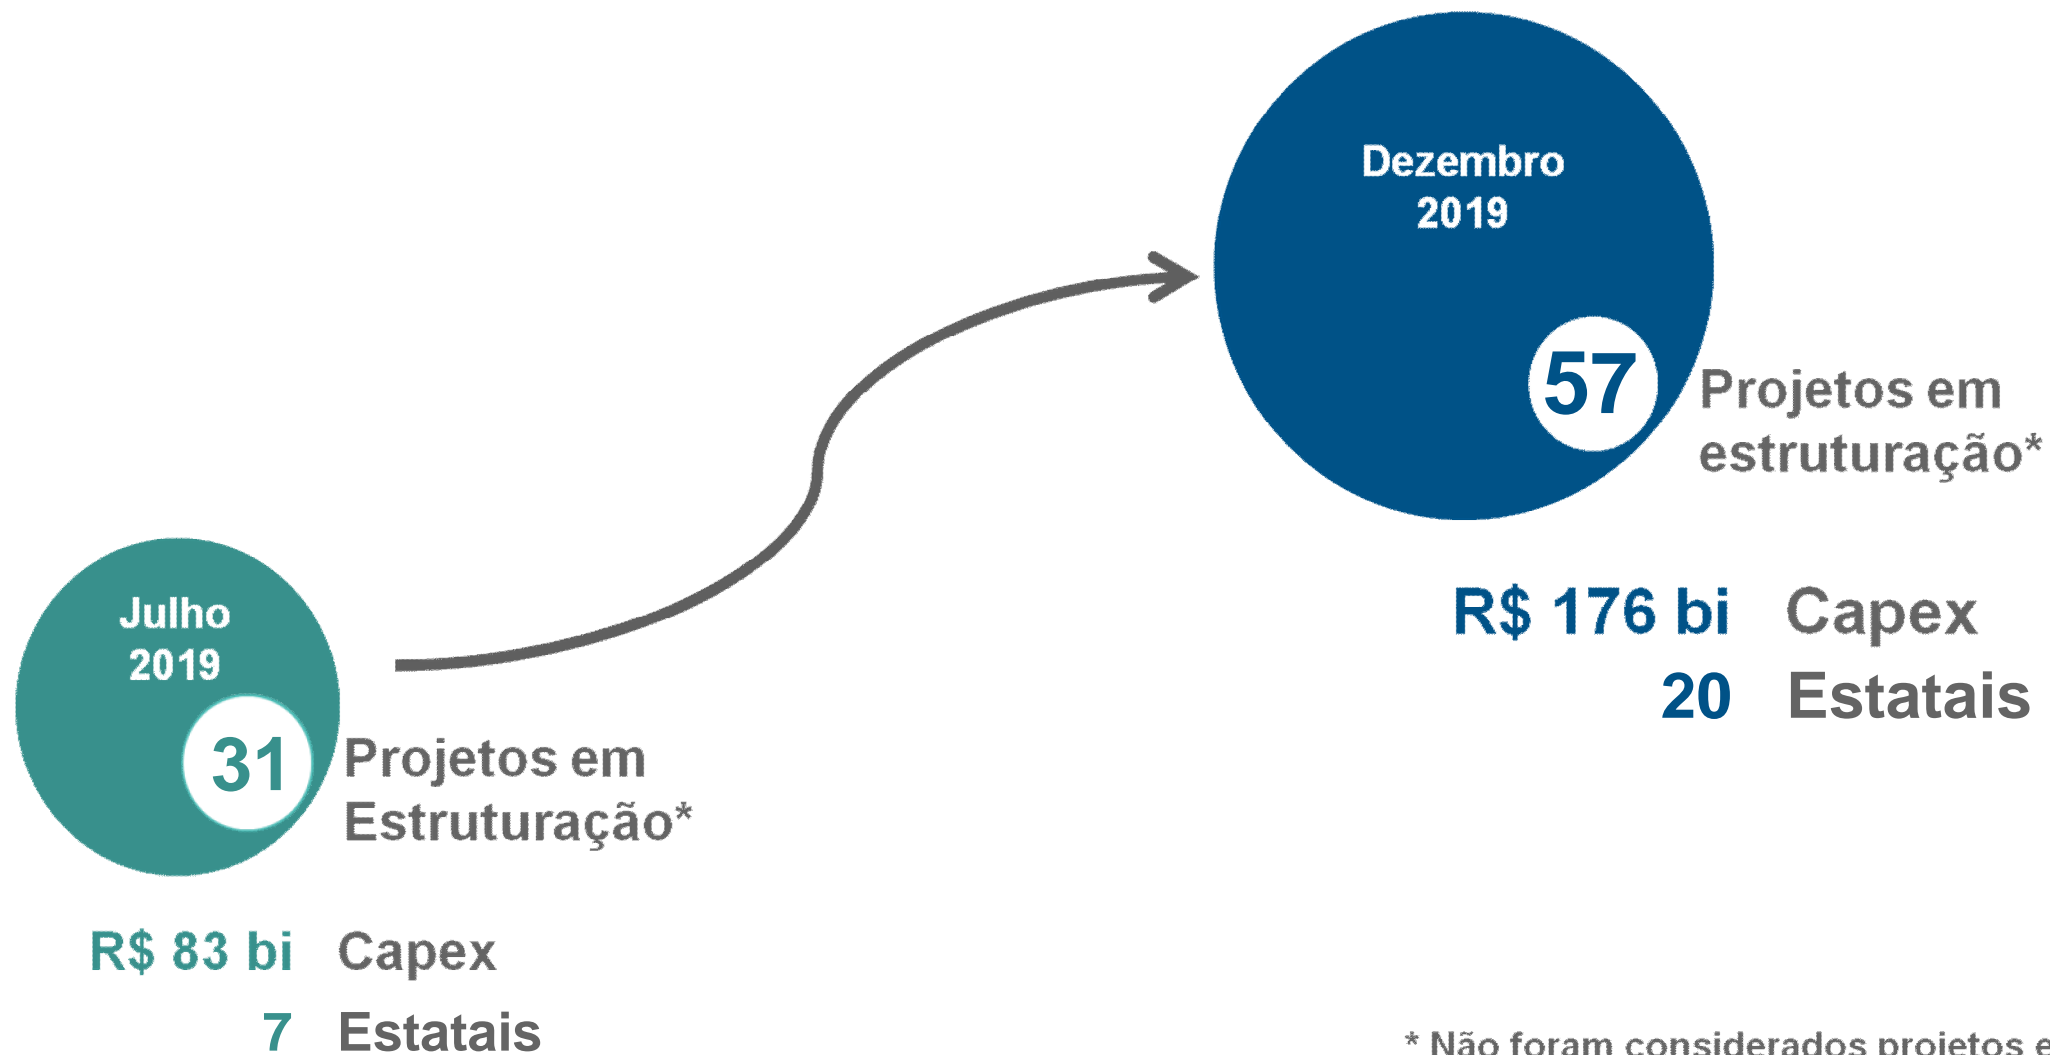 Dezembro
2019
57
Projetos em
estruturação*
R$ 176 bi Capex
20 Estatais
Julho
2019
31
Projetos em
Estruturação*
R$ 83 bi Capex
7 Estatais
* Não foram considerados projetos e